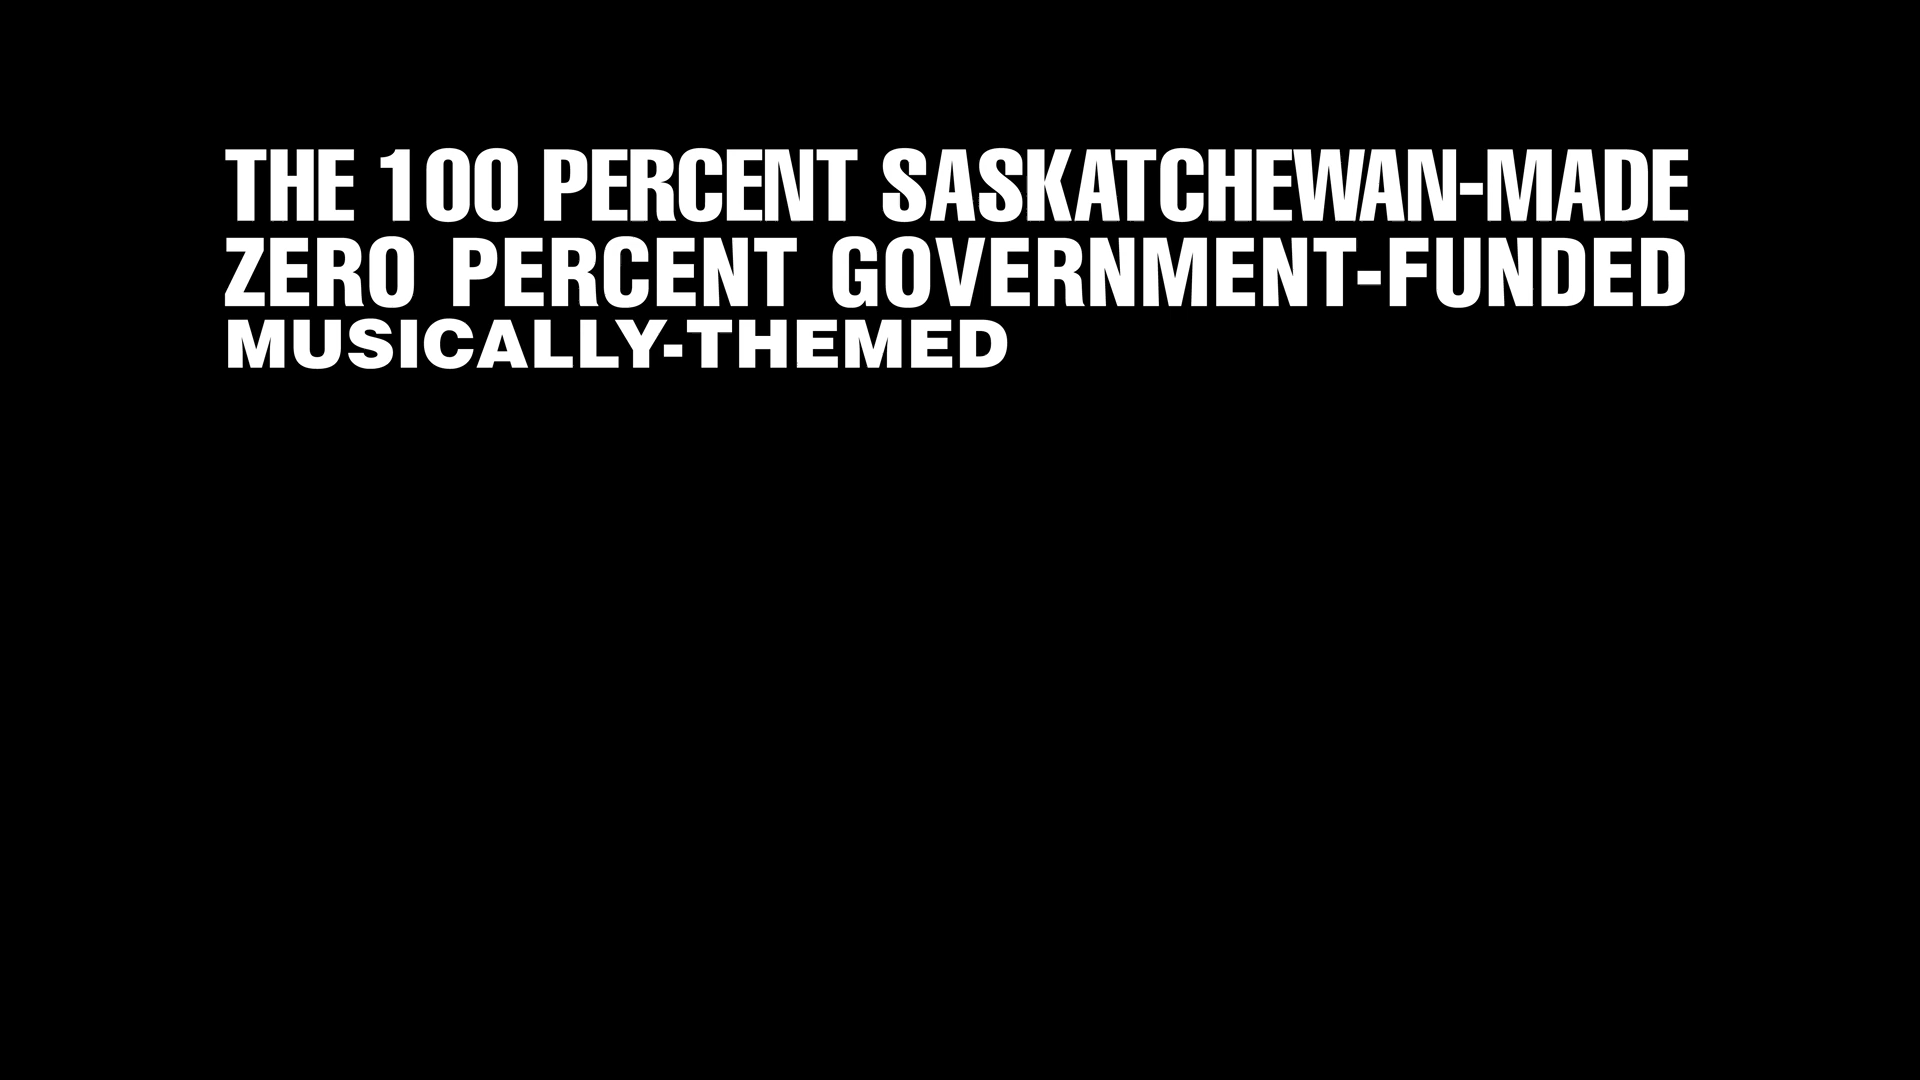 THE 100 PERCENT SASKATCHEWAN-MADE
ZERO PERCENT GOVERNMENT-FUNDED
MUSICALLY-THEMED